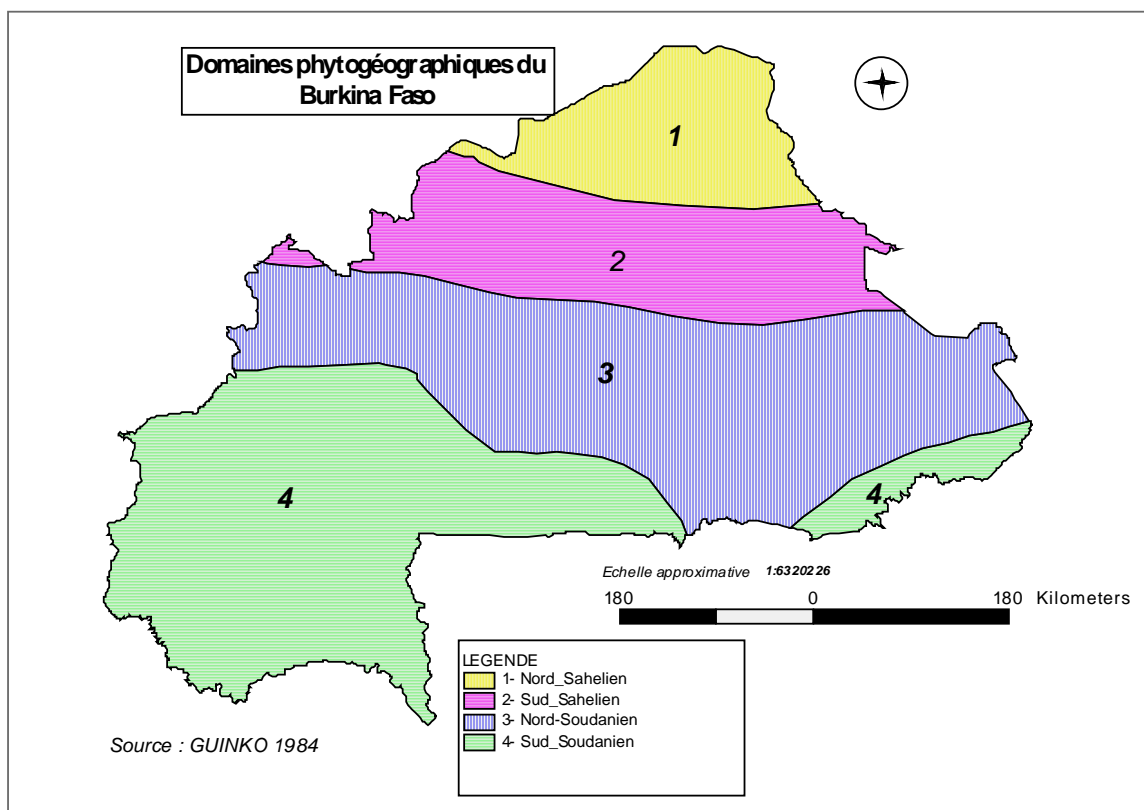 Domaines phytogéographiques du
Burkina Faso
1
2
3
4
4
Echelle approximative 1:6320226
180 0 180 Kilometers
LEGENDE
1- Nord_Sahelien
2- Sud_Sahelien
3- Nord-Soudanien
4- Sud_Soudanien
Source : GUINKO 1984